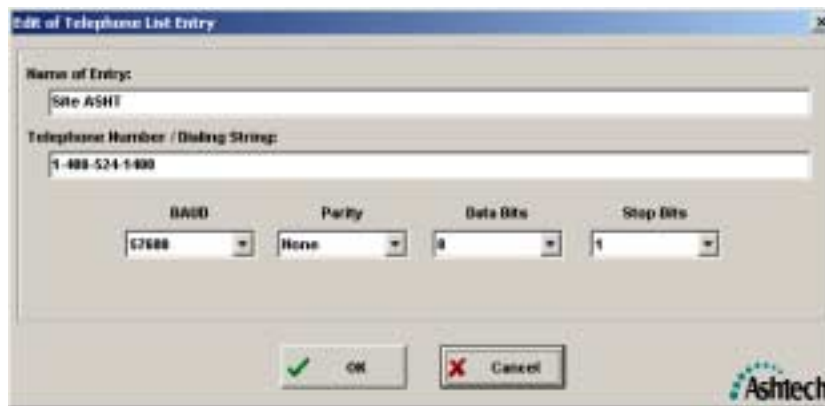 Edit of Telephone List Entry
Name of Entry:
Site ASHT
Telephone Number / Dialing String:
1-408-524-1400
BAUD Parity Data Bits Stop Bits
57600 None 8 1
OK Cancel
Ashtech